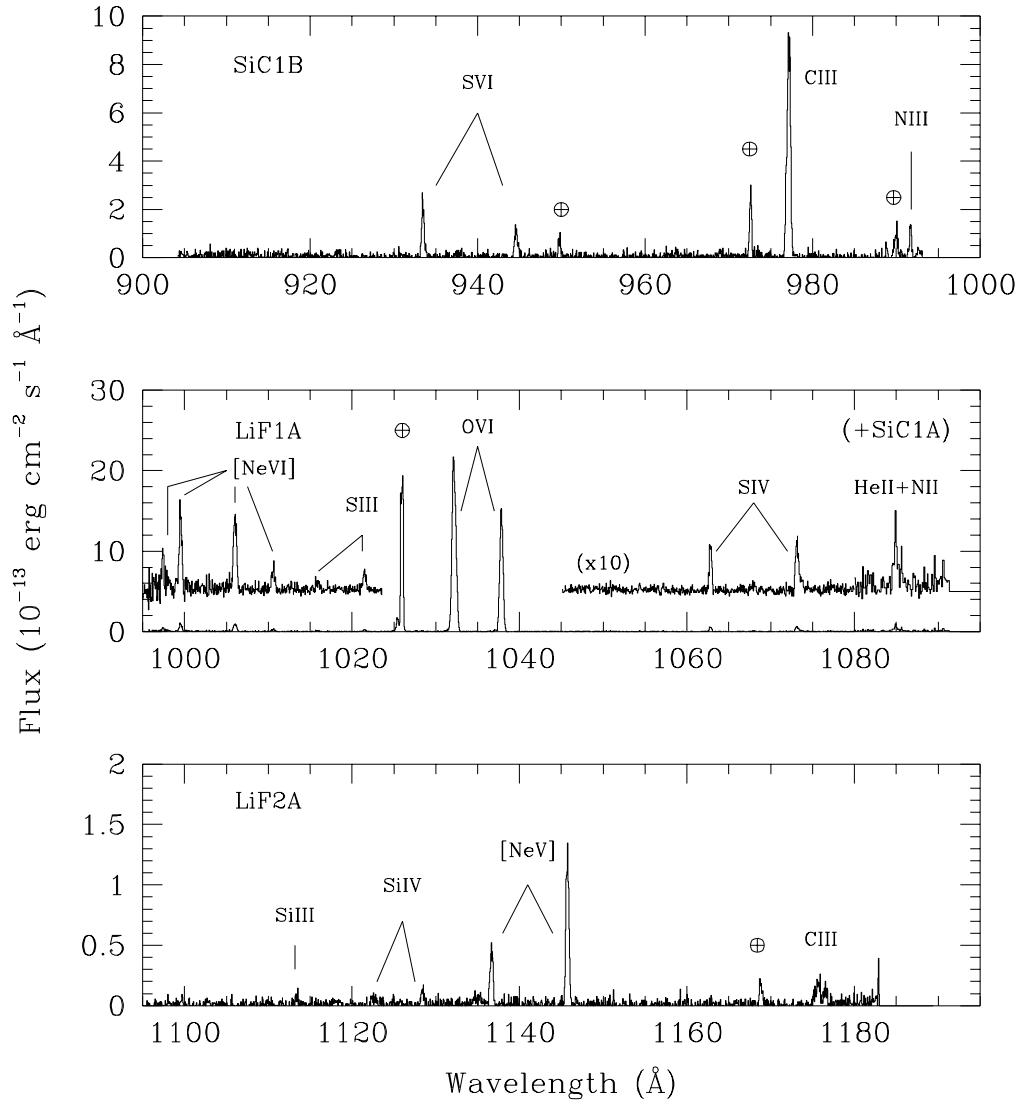 10
8
6
4
2
0
SiC1B
SVI
⊕
⊕
CIII
⊕
NIII
900 920 940 960 980 1000
Flux (10⁻¹³ erg cm⁻² s⁻¹ Å⁻¹)
30
20
10
0
LiF1A
[NeVI]
SIII
⊕
OVI
(x10)
SIV
(+SiC1A)
HeII+NII
1000 1020 1040 1060 1080
2
1.5
1
0.5
0
LiF2A
SiIII
SiIV
[NeV]
⊕
CIII
1100 1120 1140 1160 1180
Wavelength (Å)